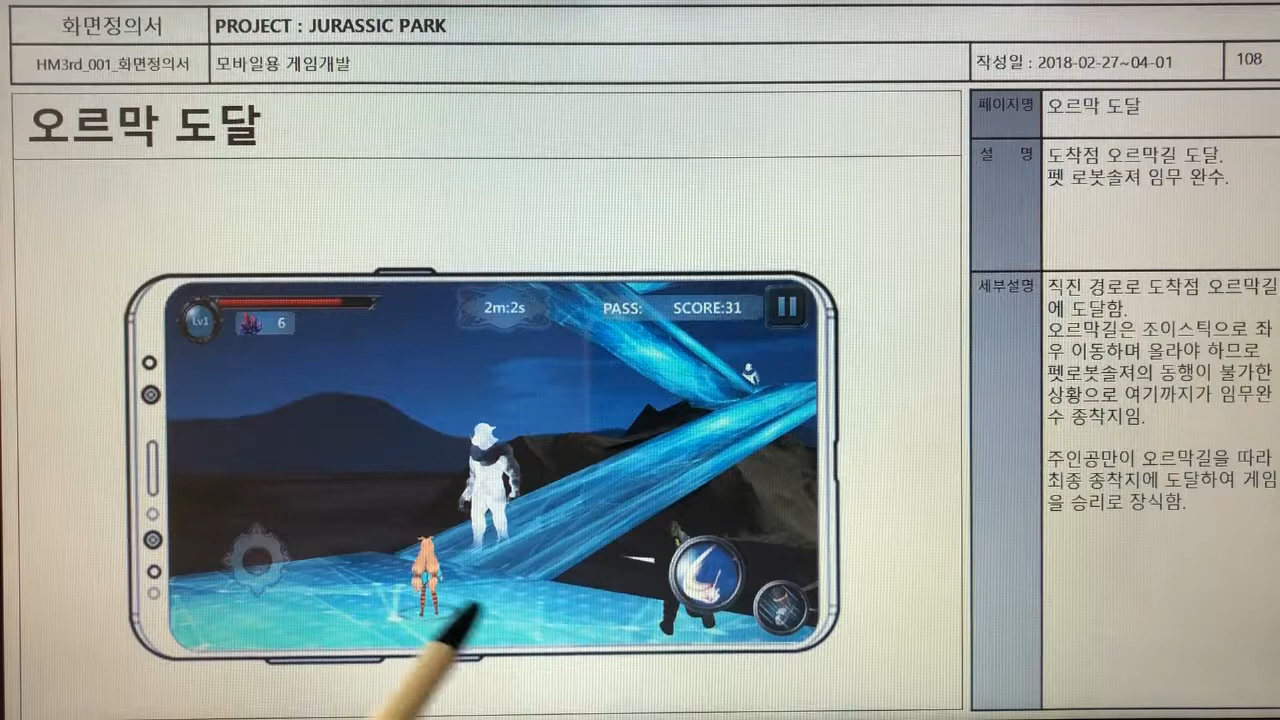 화면정의서
PROJECT : JURASSIC PARK
HM3rd_001_화면정의서
모바일용 게임개발
작성일 : 2018-02-27~04-01
108
오르막 도달
페이지명
오르막 도달
설 명
도착점 오르막길 도달.
펫 로봇솔져 임무 완수.
Lv1
6
2m:2s
PASS:
SCORE:31
세부설명
직진 경로로 도착점 오르막길
에 도달함.
오르막길은 조이스틱으로 좌
우 이동하며 올라야 하므로
펫로봇솔져의 동행이 불가한
상황으로 여기까지가 임무완
수 종착지임.
주인공만이 오르막길을 따라
최종 종착지에 도달하여 게임
을 승리로 장식함.